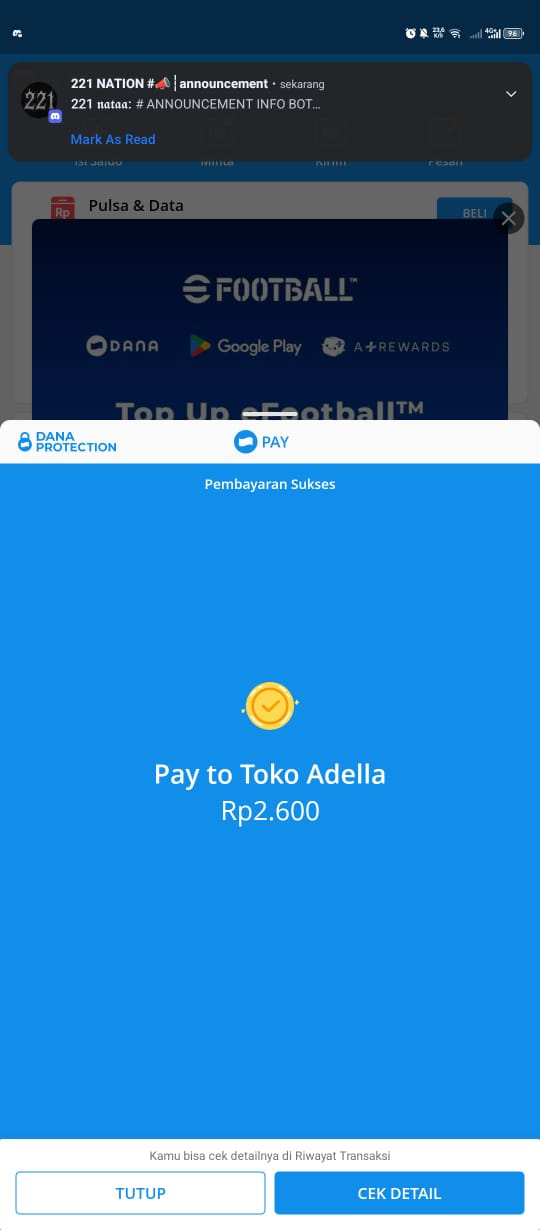 23,6
K/s
4G+
96
221 NATION #📣┆announcement • sekarang
221
221 𝖓𝖆𝖙𝖆𝖆: # ANNOUNCEMENT INFO BOT...
Mark As Read
Isi Saldo Minta Kirim Pesan
Rp
Pulsa & Data
BELI
FOOTBALL™
DANA Google Play A+REWARDS
Top Up eFootball™
DANA
PROTECTION
PAY
Pembayaran Sukses
Pay to Toko Adella
Rp2.600
Kamu bisa cek detailnya di Riwayat Transaksi
TUTUP CEK DETAIL